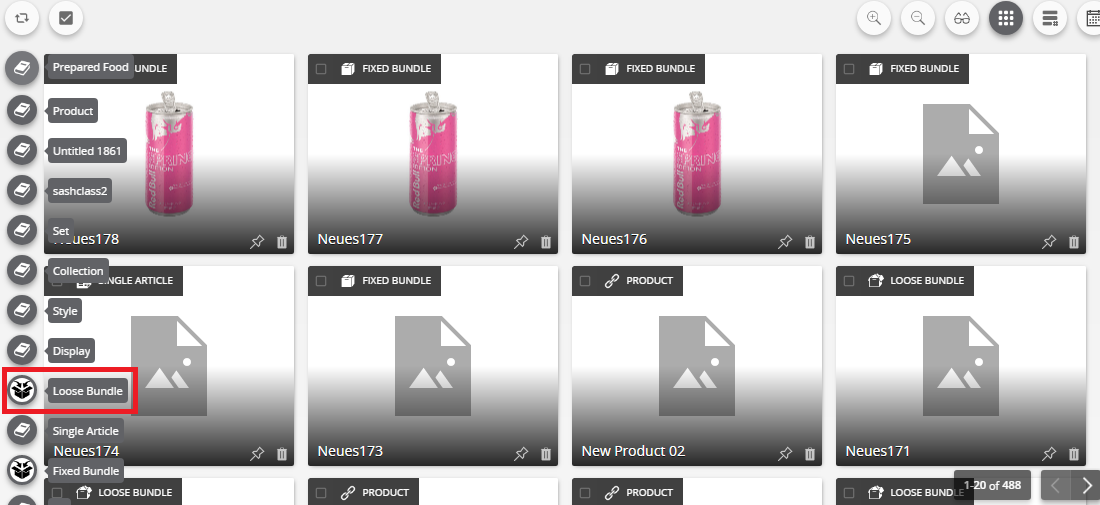 Prepared Food
Product
Untitled 1861
sashclass2
Set
Collection
Style
Display
Loose Bundle
Single Article
Fixed Bundle
UNDLE
Neues178
FIXED BUNDLE
Neues177
FIXED BUNDLE
Neues176
FIXED BUNDLE
Neues175
SINGLE ARTICLE
Neues174
FIXED BUNDLE
Neues173
PRODUCT
New Product 02
LOOSE BUNDLE
Neues171
LOOSE BUNDLE
PRODUCT
PRODUCT
LOOSE BUNDLE
1-20 of 488